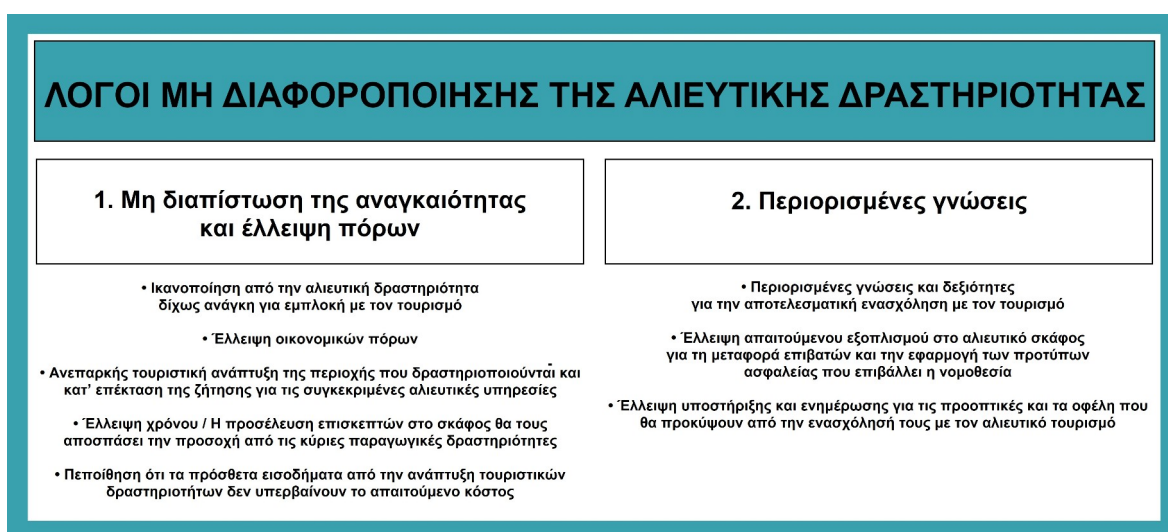 ΛΟΓΟΙ ΜΗ ΔΙΑΦΟΡΟΠΟΙΗΣΗΣ ΤΗΣ ΑΛΙΕΥΤΙΚΗΣ ΔΡΑΣΤΗΡΙΟΤΗΤΑΣ
1. Μη διαπίστωση της αναγκαιότητας
και έλλειψη πόρων
• Ικανοποίηση από την αλιευτική δραστηριότητα
δίχως ανάγκη για εμπλοκή με τον τουρισμό
• Έλλειψη οικονομικών πόρων
• Ανεπαρκής τουριστική ανάπτυξη της περιοχής που δραστηριοποιούνται και
κατ’ επέκταση της ζήτησης για τις συγκεκριμένες αλιευτικές υπηρεσίες
• Έλλειψη χρόνου / Η προσέλευση επισκεπτών στο σκάφος θα τους
αποσπάσει την προσοχή από τις κύριες παραγωγικές δραστηριότητες
• Πεποίθηση ότι τα πρόσθετα εισοδήματα από την ανάπτυξη τουριστικών
δραστηριοτήτων δεν υπερβαίνουν το απαιτούμενο κόστος
2. Περιορισμένες γνώσεις
• Περιορισμένες γνώσεις και δεξιότητες
για την αποτελεσματική ενασχόληση με τον τουρισμό
• Έλλειψη απαιτούμενου εξοπλισμού στο αλιευτικό σκάφος
για τη μεταφορά επιβατών και την εφαρμογή των προτύπων
ασφαλείας που επιβάλλει η νομοθεσία
• Έλλειψη υποστήριξης και ενημέρωσης για τις προοπτικές και τα οφέλη που
θα προκύψουν από την ενασχόλησή τους με τον αλιευτικό τουρισμό